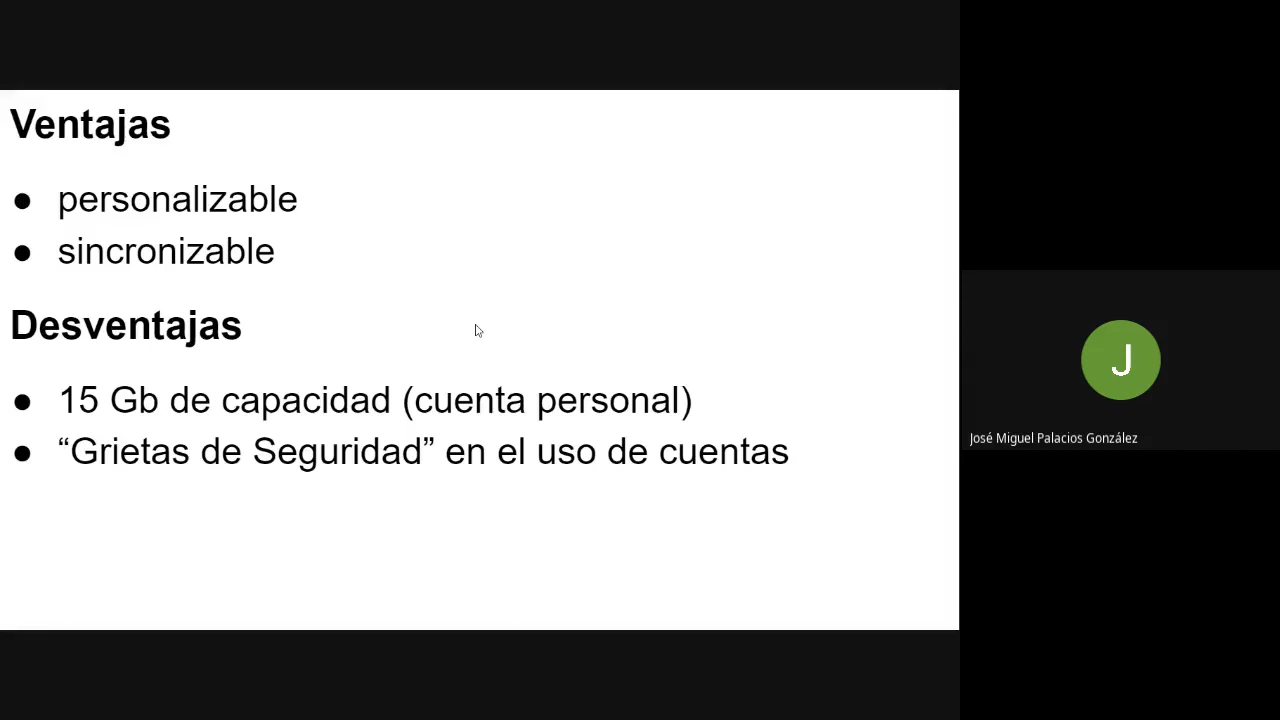 Ventajas
● personalizable
● sincronizable
Desventajas
● 15 Gb de capacidad (cuenta personal)
● “Grietas de Seguridad” en el uso de cuentas
J
José Miguel Palacios González